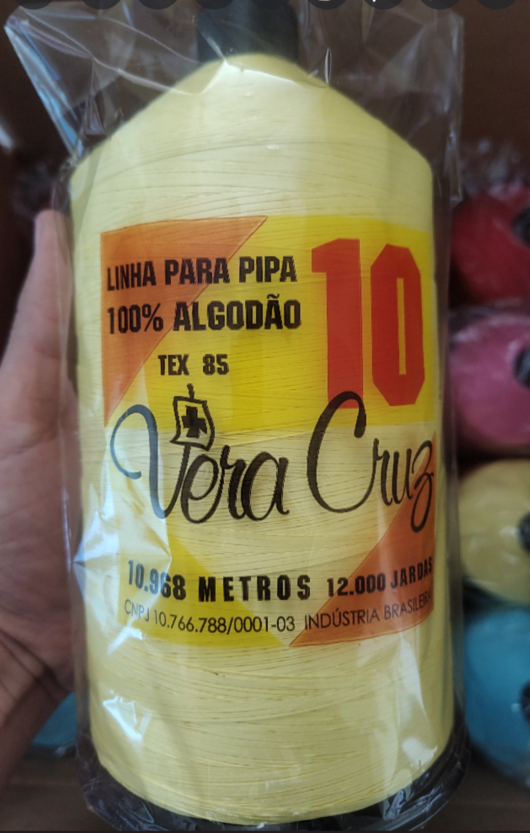 LINHA PARA PIPA
100% ALGODÃO
10
TEX 85
Vera Cruz
10.968 METROS 12.000 JARDAS
CNPJ 10.766.788/0001-03 INDÚSTRIA BRASILEIRA